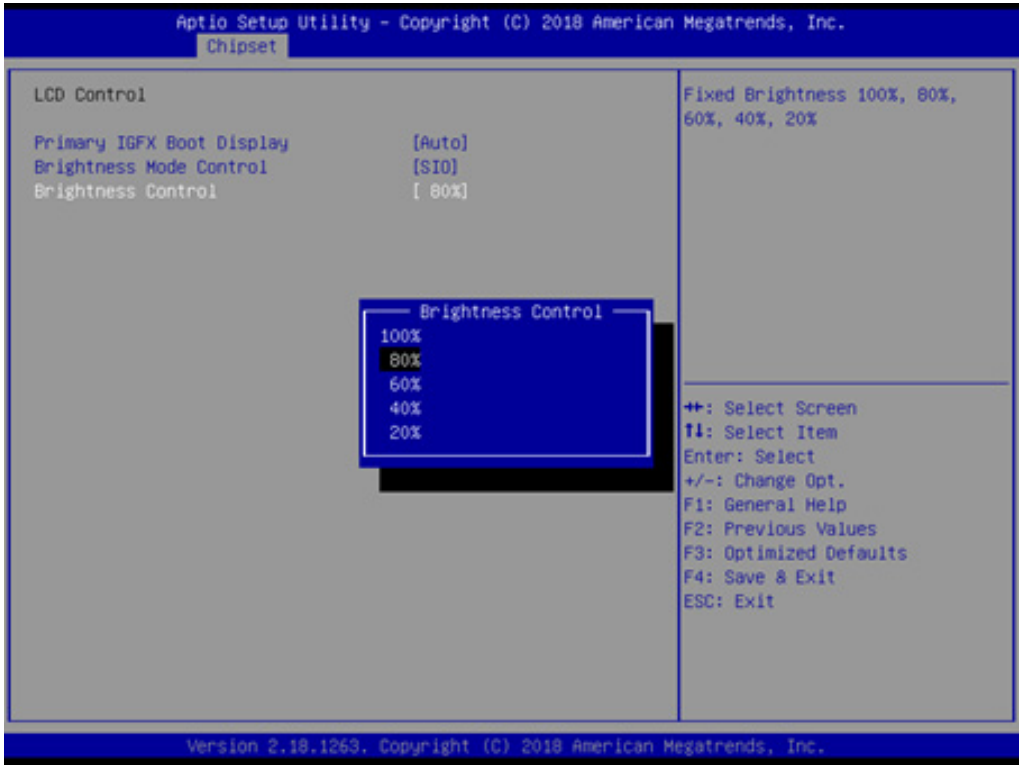 Aptio Setup Utility – Copyright (C) 2018 American Megatrends, Inc.
Chipset
LCD Control
Primary IGFX Boot Display [Auto]
Brightness Mode Control [SIO]
Brightness Control [ 80%]
Brightness Control
100%
80%
60%
40%
20%
Fixed Brightness 100%, 80%,
60%, 40%, 20%
→←: Select Screen
↑↓: Select Item
Enter: Select
+/-: Change Opt.
F1: General Help
F2: Previous Values
F3: Optimized Defaults
F4: Save & Exit
ESC: Exit
Version 2.18.1263. Copyright (C) 2018 American Megatrends, Inc.